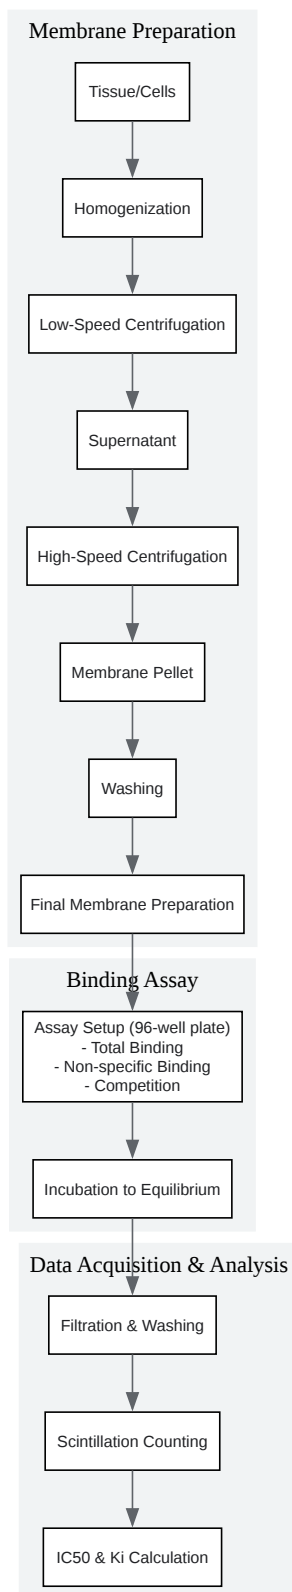 Membrane Preparation
Tissue/Cells
Homogenization
Low-Speed Centrifugation
Supernatant
High-Speed Centrifugation
Membrane Pellet
Washing
Final Membrane Preparation
Binding Assay
Assay Setup (96-well plate)
- Total Binding
- Non-specific Binding
- Competition
Incubation to Equilibrium
Data Acquisition & Analysis
Filtration & Washing
Scintillation Counting
IC50 & Ki Calculation